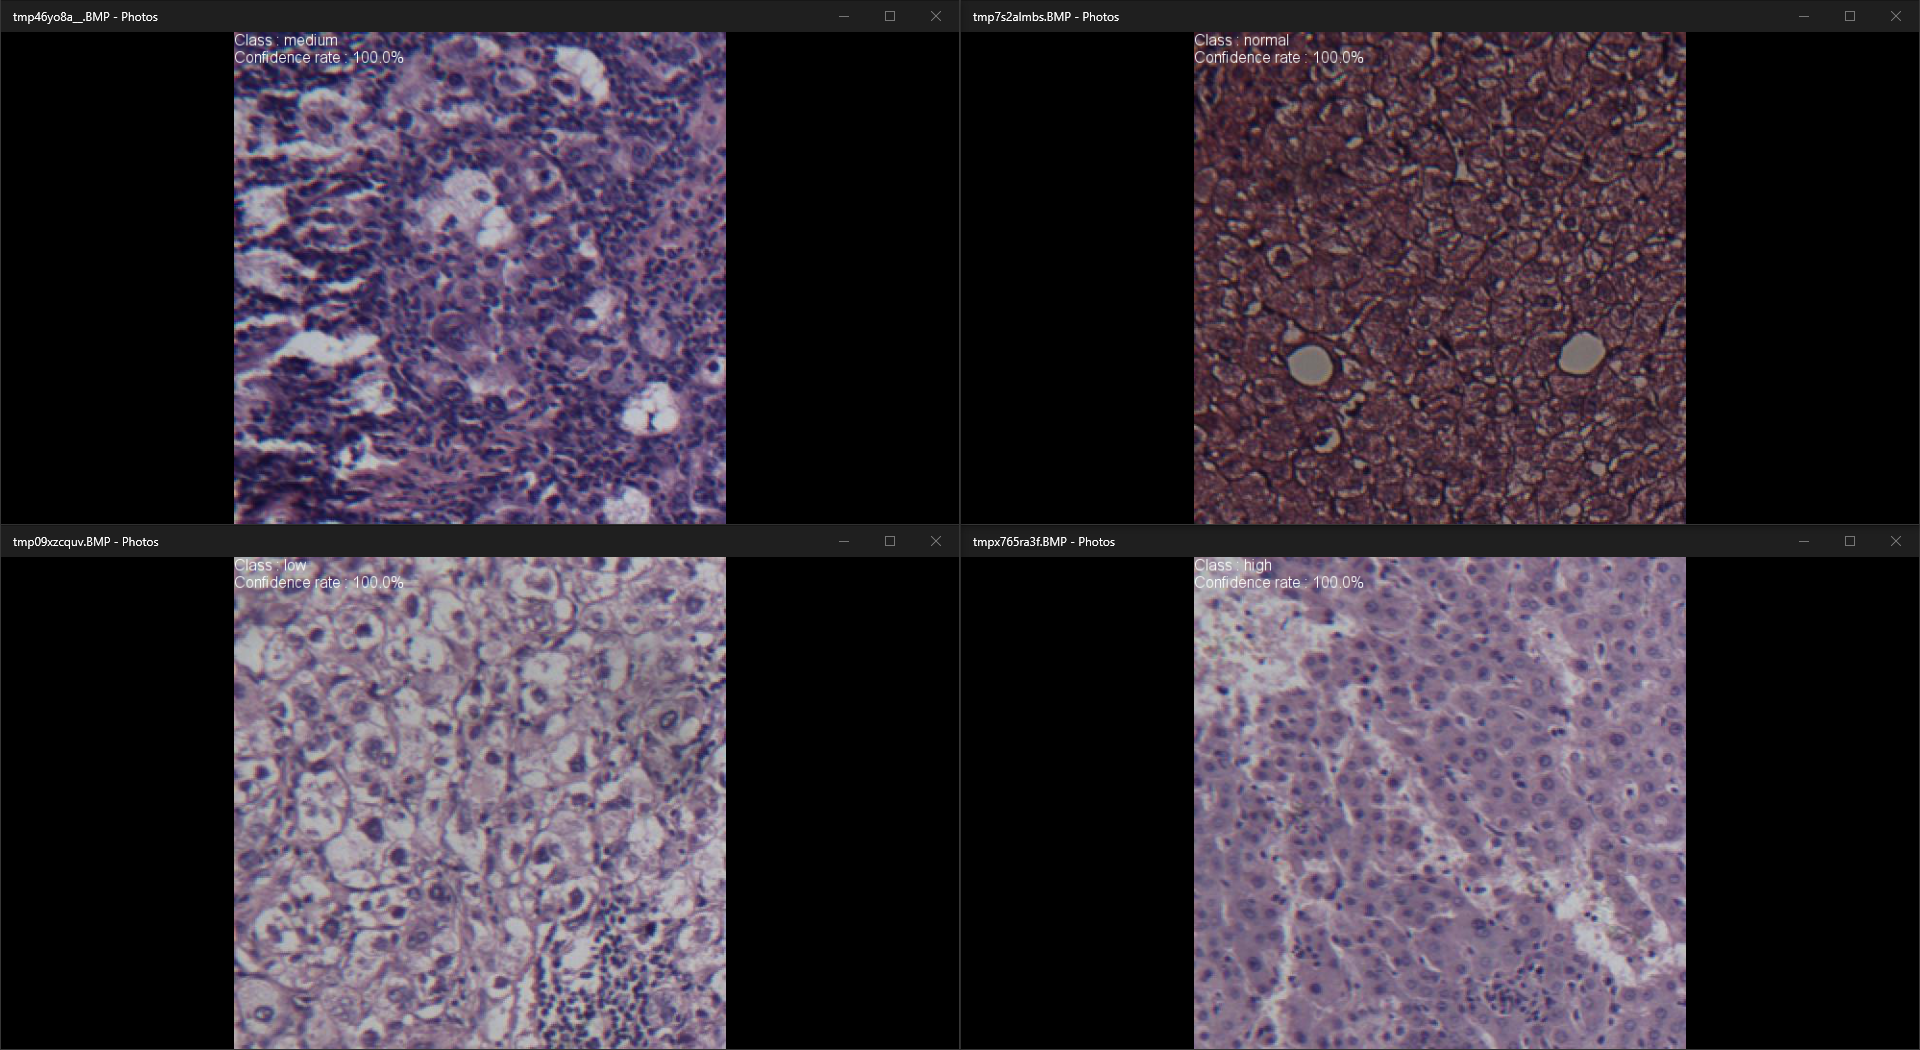 tmp46yo8a__.BMP - Photos
Class : medium
Confidence rate : 100.0%
tmp7s2almbs.BMP - Photos
Class : normal
Confidence rate : 100.0%
tmp09xzcquv.BMP - Photos
Class : low
Confidence rate : 100.0%
tmpx765ra3f.BMP - Photos
Class : high
Confidence rate : 100.0%